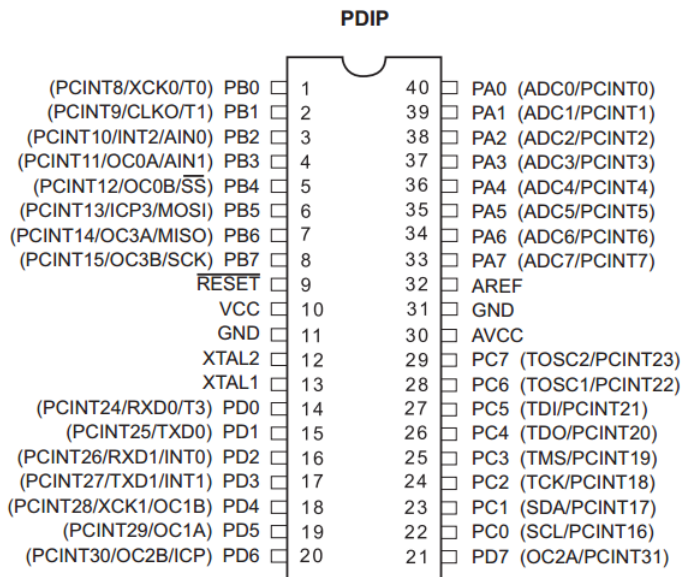 PDIP
(PCINT8/XCK0/T0) PB0 1 40 PA0 (ADC0/PCINT0)
(PCINT9/CLKO/T1) PB1 2 39 PA1 (ADC1/PCINT1)
(PCINT10/INT2/AIN0) PB2 3 38 PA2 (ADC2/PCINT2)
(PCINT11/OC0A/AIN1) PB3 4 37 PA3 (ADC3/PCINT3)
(PCINT12/OC0B/SS) PB4 5 36 PA4 (ADC4/PCINT4)
(PCINT13/ICP3/MOSI) PB5 6 35 PA5 (ADC5/PCINT5)
(PCINT14/OC3A/MISO) PB6 7 34 PA6 (ADC6/PCINT6)
(PCINT15/OC3B/SCK) PB7 8 33 PA7 (ADC7/PCINT7)
RESET 9 32 AREF
VCC 10 31 GND
GND 11 30 AVCC
XTAL2 12 29 PC7 (TOSC2/PCINT23)
XTAL1 13 28 PC6 (TOSC1/PCINT22)
(PCINT24/RXD0/T3) PD0 14 27 PC5 (TDI/PCINT21)
(PCINT25/TXD0) PD1 15 26 PC4 (TDO/PCINT20)
(PCINT26/RXD1/INT0) PD2 16 25 PC3 (TMS/PCINT19)
(PCINT27/TXD1/INT1) PD3 17 24 PC2 (TCK/PCINT18)
(PCINT28/XCK1/OC1B) PD4 18 23 PC1 (SDA/PCINT17)
(PCINT29/OC1A) PD5 19 22 PC0 (SCL/PCINT16)
(PCINT30/OC2B/ICP) PD6 20 21 PD7 (OC2A/PCINT31)